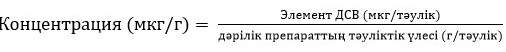 Концентрация (мкг/г) = Элемент ДСВ (мкг/тәулік)
дәрілік препараттың тәуліктік үлесі (г/тәулік)